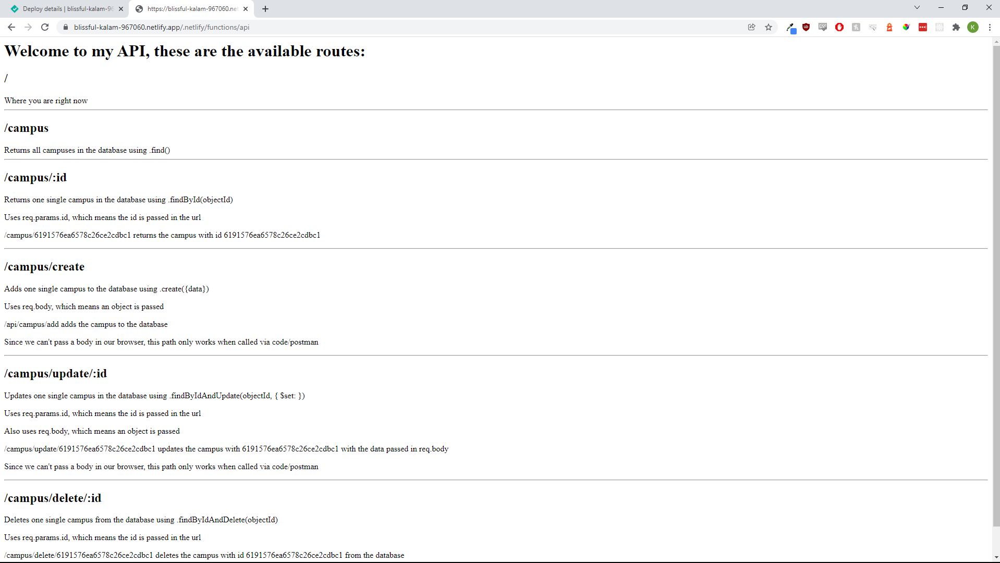 Deploy details | blissful-kalam-96
https://blissful-kalam-967060.net
blissful-kalam-967060.netlify.app/.netlify/functions/api
K
Welcome to my API, these are the available routes:
/
Where you are right now
/campus
Returns all campuses in the database using .find()
/campus/:id
Returns one single campus in the database using .findById(objectId)
Uses req.params.id, which means the id is passed in the url
/campus/6191576ea6578c26ce2cdbc1 returns the campus with id 6191576ea6578c26ce2cdbc1
/campus/create
Adds one single campus to the database using .create({data})
Uses req.body, which means an object is passed
/api/campus/add adds the campus to the database
Since we can't pass a body in our browser, this path only works when called via code/postman
/campus/update/:id
Updates one single campus in the database using .findByIdAndUpdate(objectId, { $set: })
Uses req.params.id, which means the id is passed in the url
Also uses req.body, which means an object is passed
/campus/update/6191576ea6578c26ce2cdbc1 updates the campus with 6191576ea6578c26ce2cdbc1 with the data passed in req.body
Since we can't pass a body in our browser, this path only works when called via code/postman
/campus/delete/:id
Deletes one single campus from the database using .findByIdAndDelete(objectId)
Uses req.params.id, which means the id is passed in the url
/campus/delete/6191576ea6578c26ce2cdbc1 deletes the campus with id 6191576ea6578c26ce2cdbc1 from the database